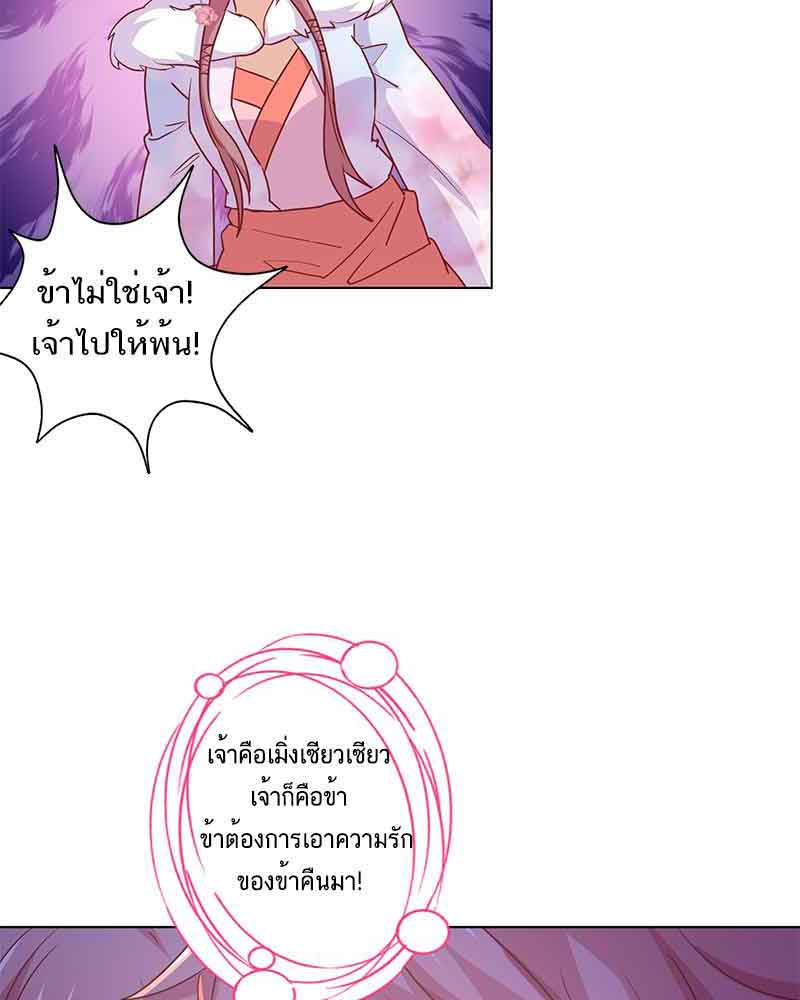 ข้าไม่ใช่เจ้า!
เจ้าไปให้พ้น!
เจ้าคือเมิ่งเซียวเซียว
เจ้าก็คือข้า
ข้าต้องการเอาความรัก
ของข้าคืนมา!